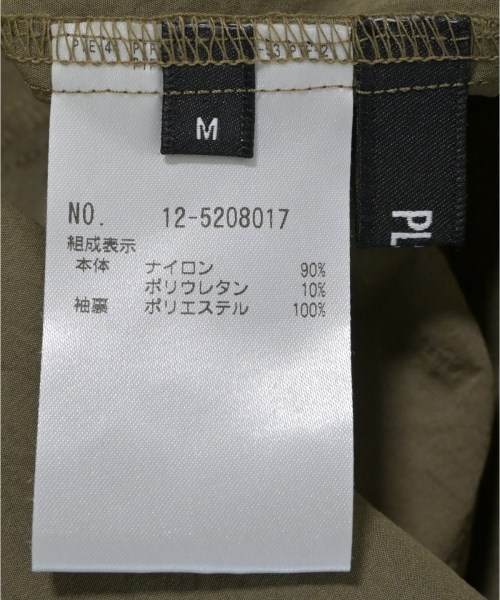 M
PL
NO. 12-5208017
組成表示
本体 ナイロン 90%
ポリウレタン 10%
袖裏 ポリエステル 100%